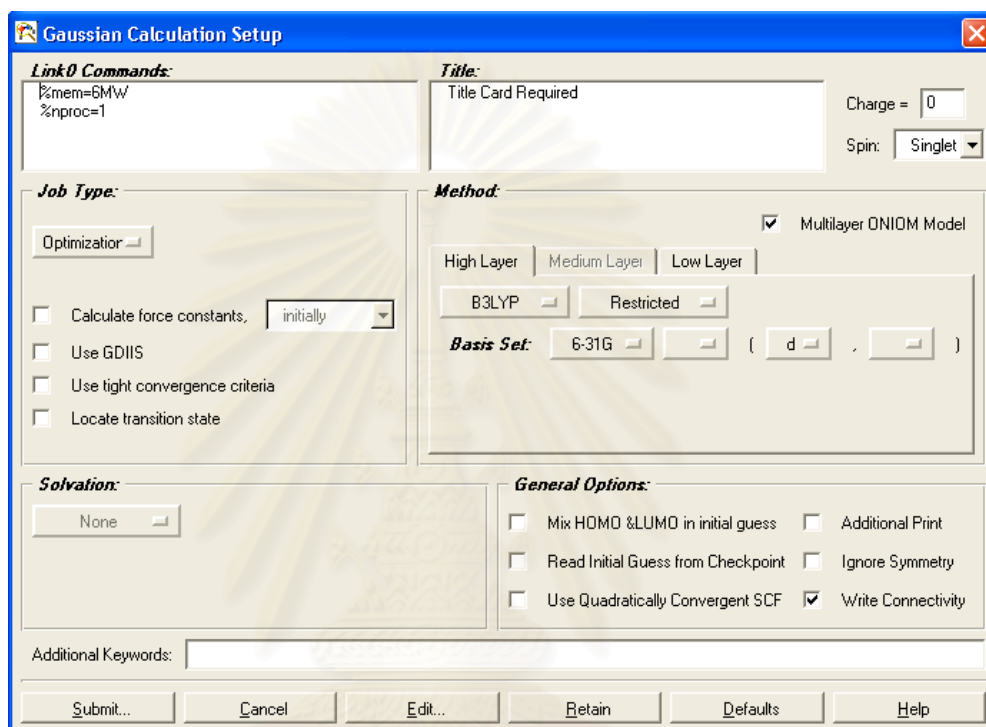 Gaussian Calculation Setup
Link0 Commands:
%mem=6MW
%nproc=1
Title:
Title Card Required
Charge = 0
Spin: Singlet
Job Type:
Optimization
Calculate force constants, initially
Use GDIIS
Use tight convergence criteria
Locate transition state
Method:
Multilayer ONIOM Model
High Layer Medium Layer Low Layer
B3LYP Restricted
Basis Set: 6-31G ( d , )
Solvation:
None
General Options:
Mix HOMO &LUMO in initial guess Additional Print
Read Initial Guess from Checkpoint Ignore Symmetry
Use Quadratically Convergent SCF Write Connectivity
Additional Keywords:
Submit... Cancel Edit... Retain Defaults Help